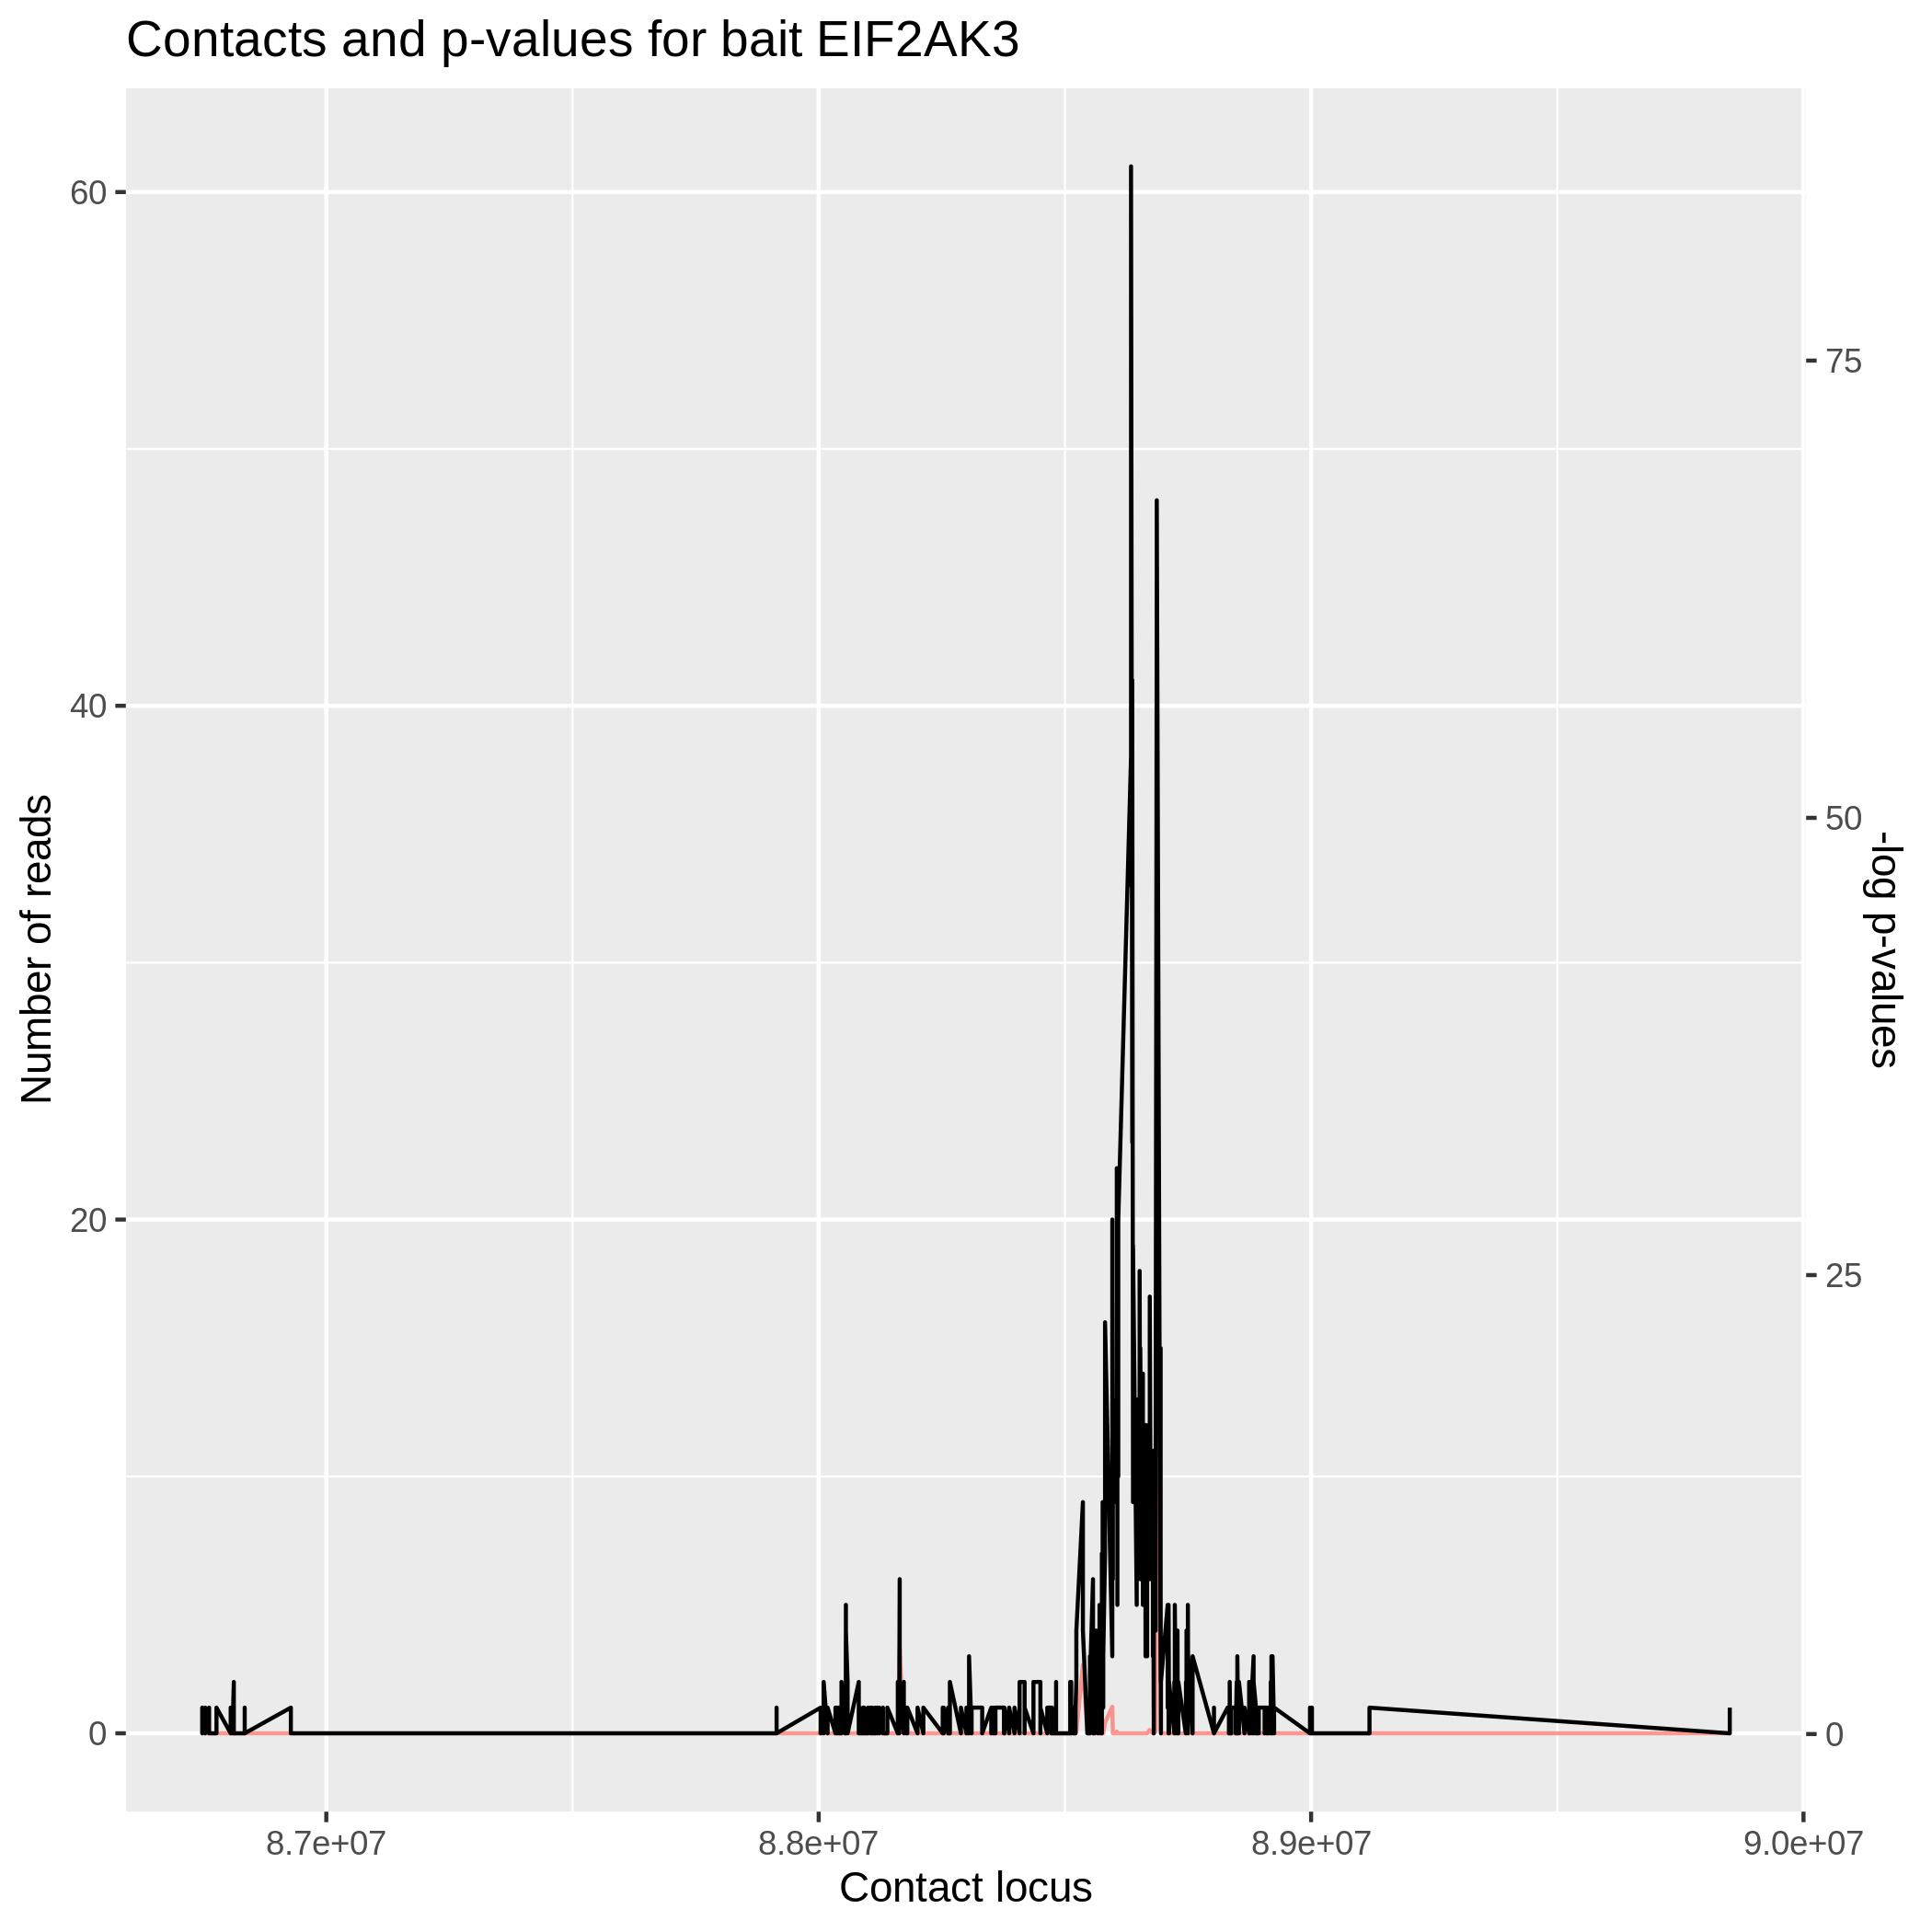 Contacts and p-values for bait EIF2AK3
60
40
20
0
Number of reads
75
50
25
0
-log p-values
8.7e+07
8.8e+07
8.9e+07
9.0e+07
Contact locus